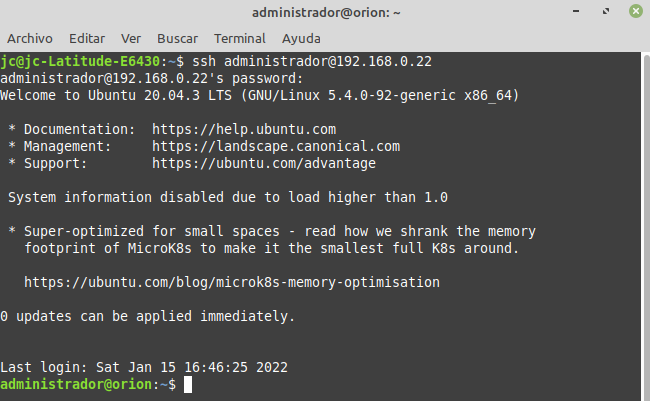 administrador@orion: ~
Archivo Editar Ver Buscar Terminal Ayuda
jc@jc-Latitude-E6430:~$ ssh administrador@192.168.0.22
administrador@192.168.0.22's password:
Welcome to Ubuntu 20.04.3 LTS (GNU/Linux 5.4.0-92-generic x86_64)
* Documentation:  https://help.ubuntu.com
* Management:     https://landscape.canonical.com
* Support:        https://ubuntu.com/advantage
System information disabled due to load higher than 1.0
* Super-optimized for small spaces - read how we shrank the memory
footprint of MicroK8s to make it the smallest full K8s around.
https://ubuntu.com/blog/microk8s-memory-optimisation
0 updates can be applied immediately.
Last login: Sat Jan 15 16:46:25 2022
administrador@orion:~$